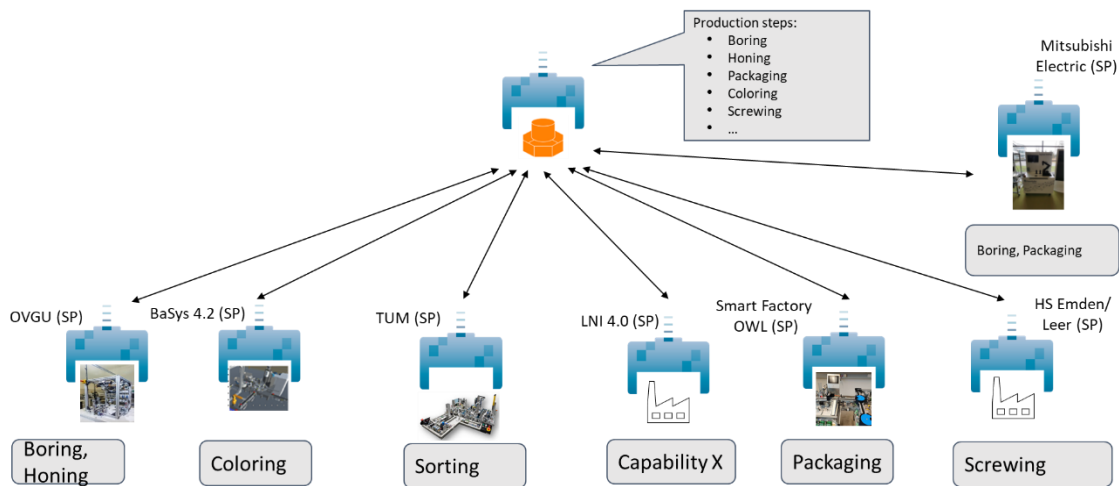 Production steps:
• Boring
• Honing
• Packaging
• Coloring
• Screwing
• ...
Mitsubishi
Electric (SP)
Boring, Packaging
OVGU (SP)
BaSys 4.2 (SP)
TUM (SP)
LNI 4.0 (SP)
Smart Factory
OWL (SP)
HS Emden/
Leer (SP)
Boring,
Honing
Coloring
Sorting
Capability X
Packaging
Screwing